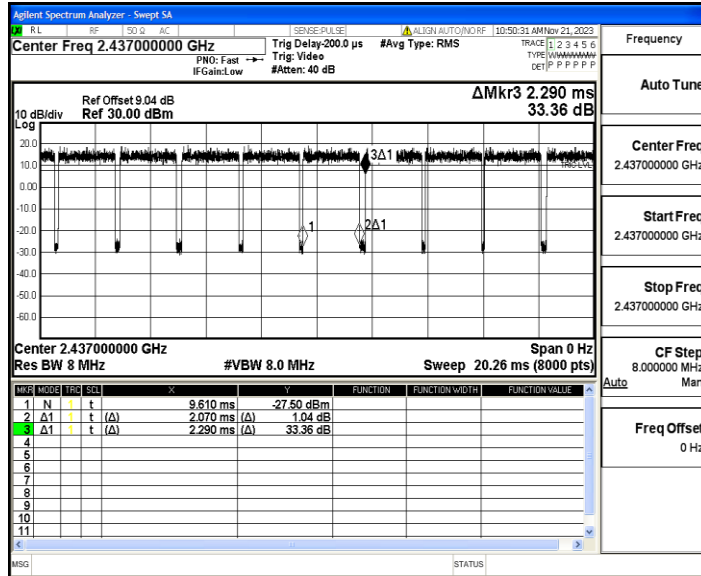 Agilent Spectrum Analyzer - Swept SA
RL RF 50 Ω AC SENSE:PULSE ALIGN AUTO/NO RF 10:50:31 AM Nov 21, 2023
Center Freq 2.437000000 GHz
PNO: Fast
IFGain:Low
Trig Delay-200.0 µs
Trig: Video
#Atten: 40 dB
#Avg Type: RMS
TRACE 1 2 3 4 5 6
TYPE
DET P P P P P P
Frequency
Auto Tune
Center Freq
2.437000000 GHz
Start Freq
2.437000000 GHz
Stop Freq
2.437000000 GHz
CF Step
8.000000 MHz
Auto Man
Freq Offset
0 Hz
ΔMkr3 2.290 ms
33.36 dB
Ref Offset 9.04 dB
10 dB/div Ref 30.00 dBm
Log
20.0
10.0
0.00
-10.0
-20.0
-30.0
-40.0
-50.0
-60.0
3Δ1
TRIG LVL
1
2Δ1
Center 2.437000000 GHz Span 0 Hz
Res BW 8 MHz #VBW 8.0 MHz Sweep 20.26 ms (8000 pts)
MKR MODE TRC SCL X Y FUNCTION FUNCTION WIDTH FUNCTION VALUE
1 N 1 t 9.610 ms -27.50 dBm
2 Δ1 1 t (Δ) 2.070 ms (Δ) 1.04 dB
3 Δ1 1 t (Δ) 2.290 ms (Δ) 33.36 dB
4
5
6
7
8
9
10
11
MSG STATUS